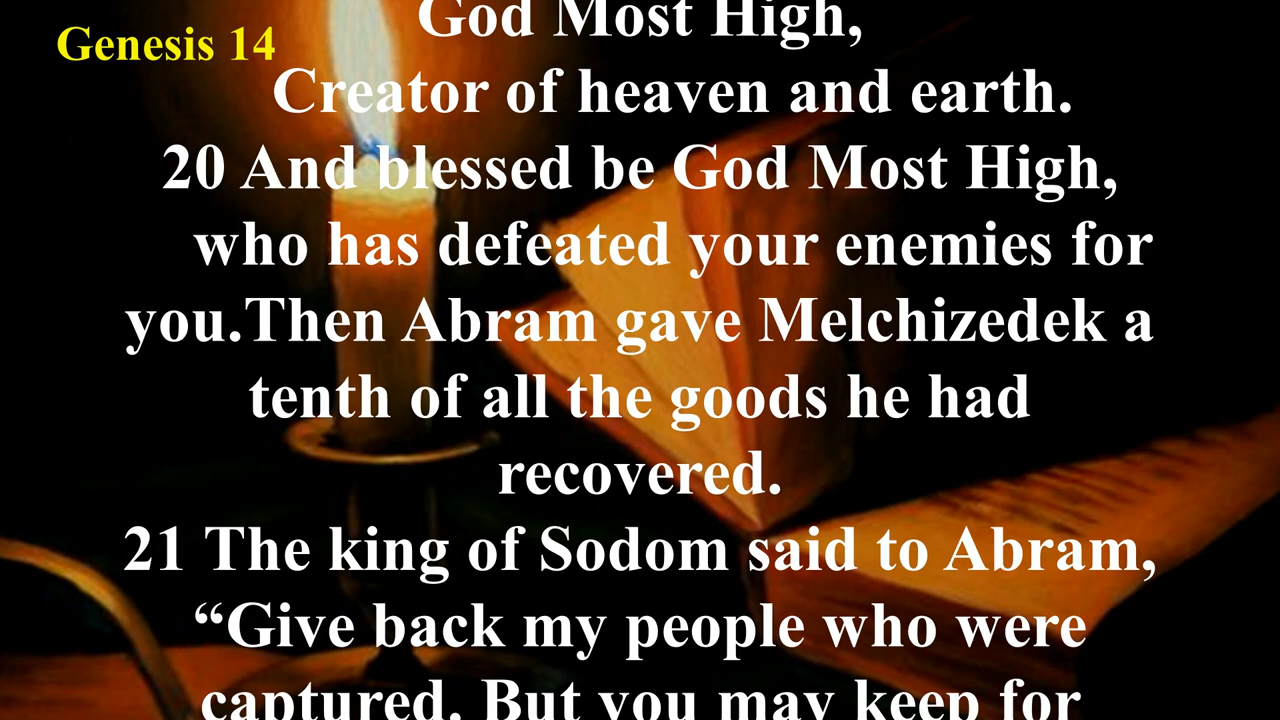 Genesis 14
God Most High,
Creator of heaven and earth.
20 And blessed be God Most High,
who has defeated your enemies for
you.Then Abram gave Melchizedek a
tenth of all the goods he had
recovered.
21 The king of Sodom said to Abram,
“Give back my people who were
captured. But you may keep for